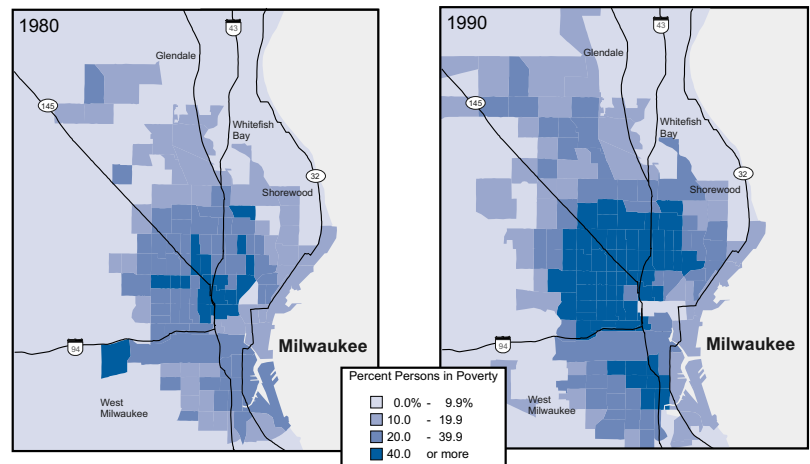 1980
43
Glendale
145
Whitefish
Bay
32
Shorewood
94
Milwaukee
West
Milwaukee
1990
43
Glendale
145
Whitefish
Bay
32
Shorewood
94
Milwaukee
West
Milwaukee
Percent Persons in Poverty
0.0% - 9.9%
10.0 - 19.9
20.0 - 39.9
40.0 or more